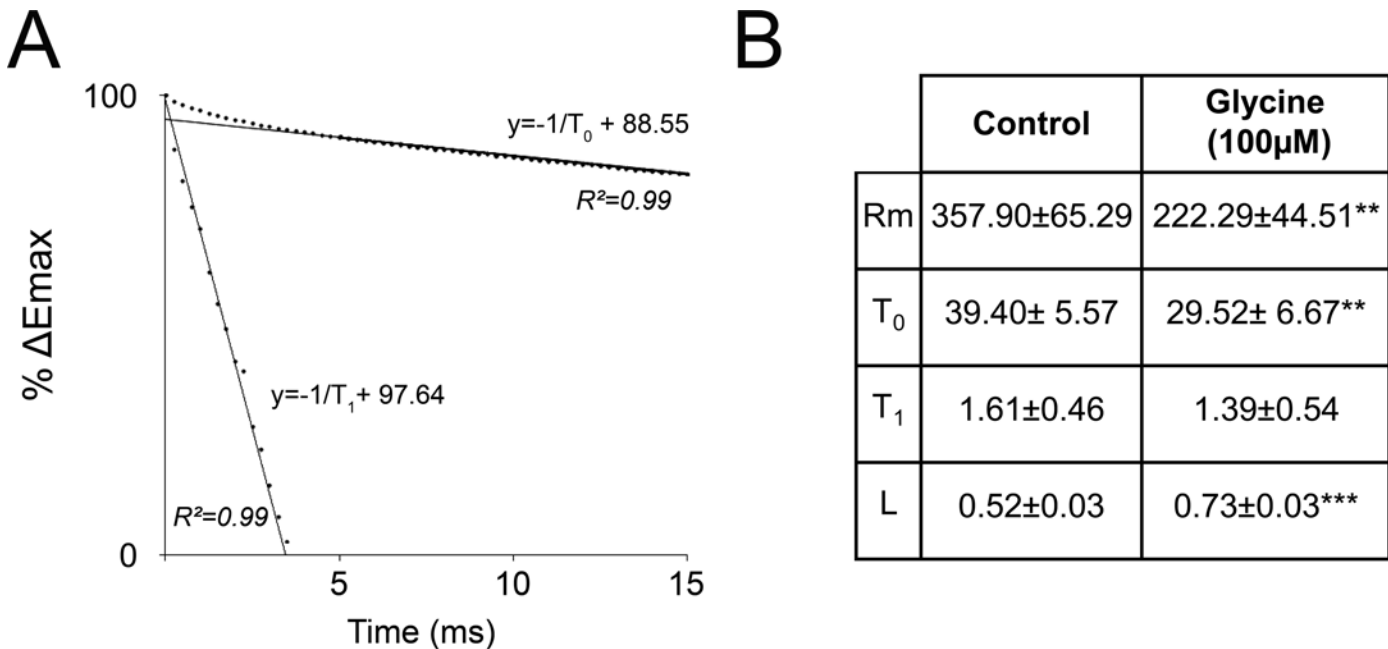 A
100
% ΔEmax
0
y=-1/T₀ + 88.55
R²=0.99
y=-1/T₁+ 97.64
R²=0.99
5
10
15
Time (ms)
B
Control
Glycine
(100µM)
Rm 357.90±65.29 222.29±44.51**
T₀ 39.40± 5.57 29.52± 6.67**
T₁ 1.61±0.46 1.39±0.54
L 0.52±0.03 0.73±0.03***